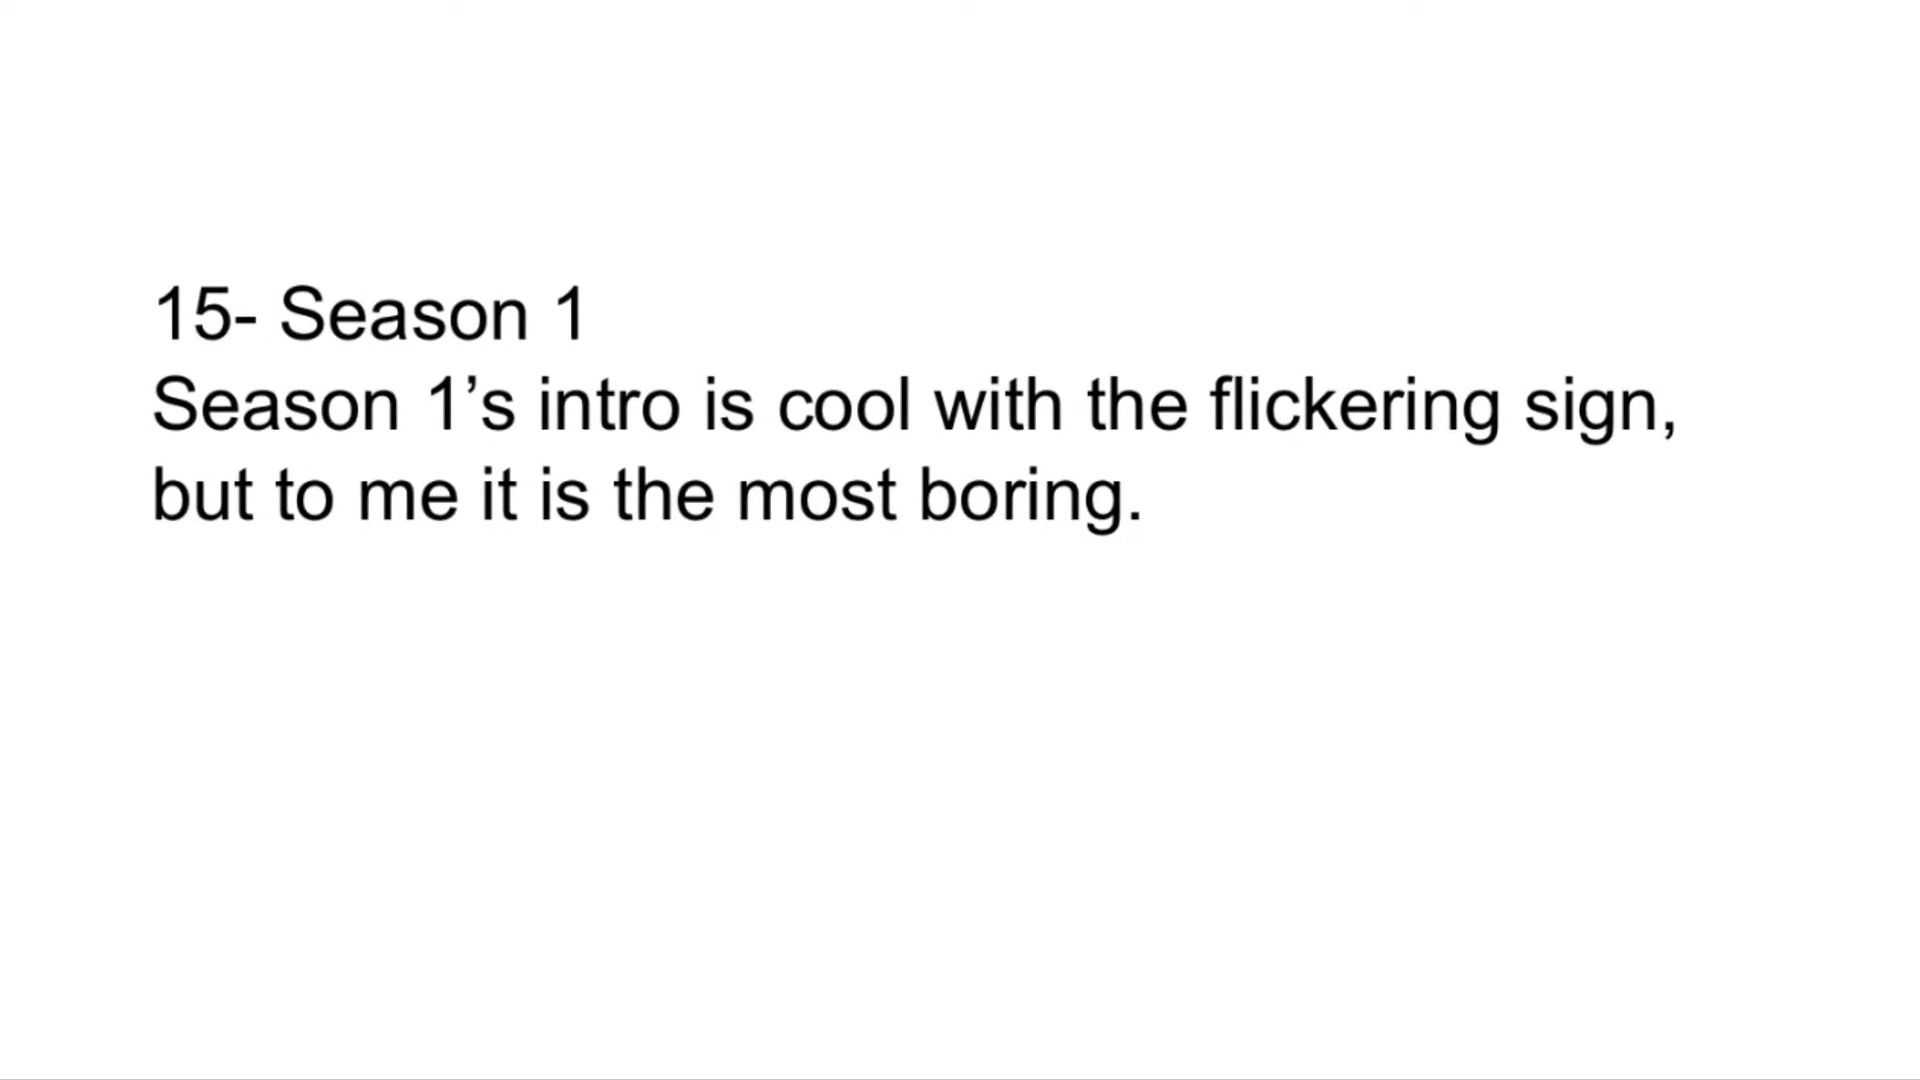 15- Season 1
Season 1’s intro is cool with the flickering sign,
but to me it is the most boring.